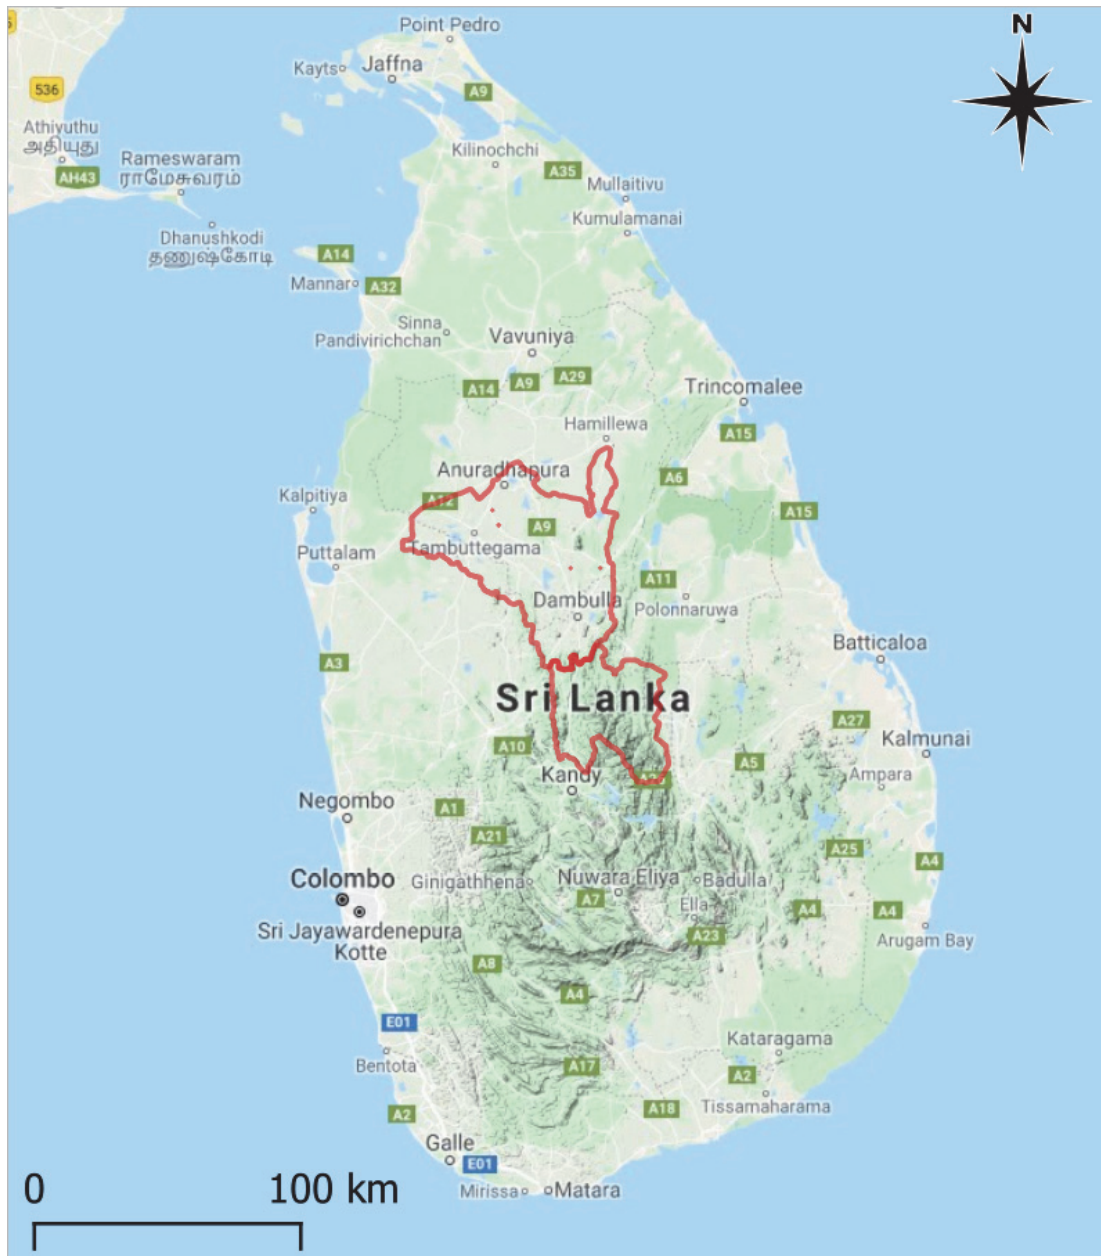 Point Pedro
N
Kayts
Jaffna
A9
536
Athiyuthu
அதியூது
Rameswaram
ராமேசுவரம்
AH43
Kilinochchi
A35
Mullaitivu
Kumulamanai
Dhanushkodi
தணுஷ்கோடி
A14
Mannar
A32
Sinna
Pandivirichchan
Vavuniya
A14
A9
A29
Trincomalee
Hamillewa
A15
Anuradhapura
A6
Kalpitiya
A12
A15
A9
Puttalam
Tambuttegama
A11
Dambulla
Polonnaruwa
Batticaloa
A3
Sri Lanka
A27
A10
Kalmunai
A5
Kandy
Ampara
Negombo
A1
A21
A25
A4
Colombo
Ginigathhena
Nuwara Eliya
Badulla
A7
Ella
A4
A4
Sri Jayawardenepura
Kotte
A23
Arugam Bay
A8
A4
E01
Kataragama
Bentota
A17
A2
A2
A18
Tissamaharama
Galle
E01
0
100 km
Mirissa
Matara